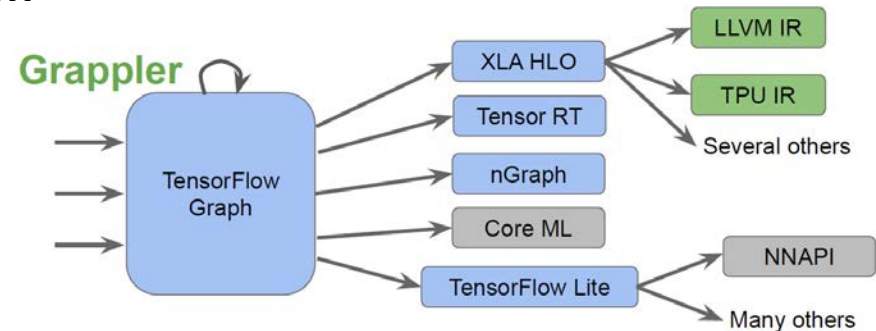 LLVM IR
Grappler
XLA HLO
TPU IR
Tensor RT
Several others
TensorFlow
Graph
nGraph
Core ML
NNAPI
TensorFlow Lite
Many others